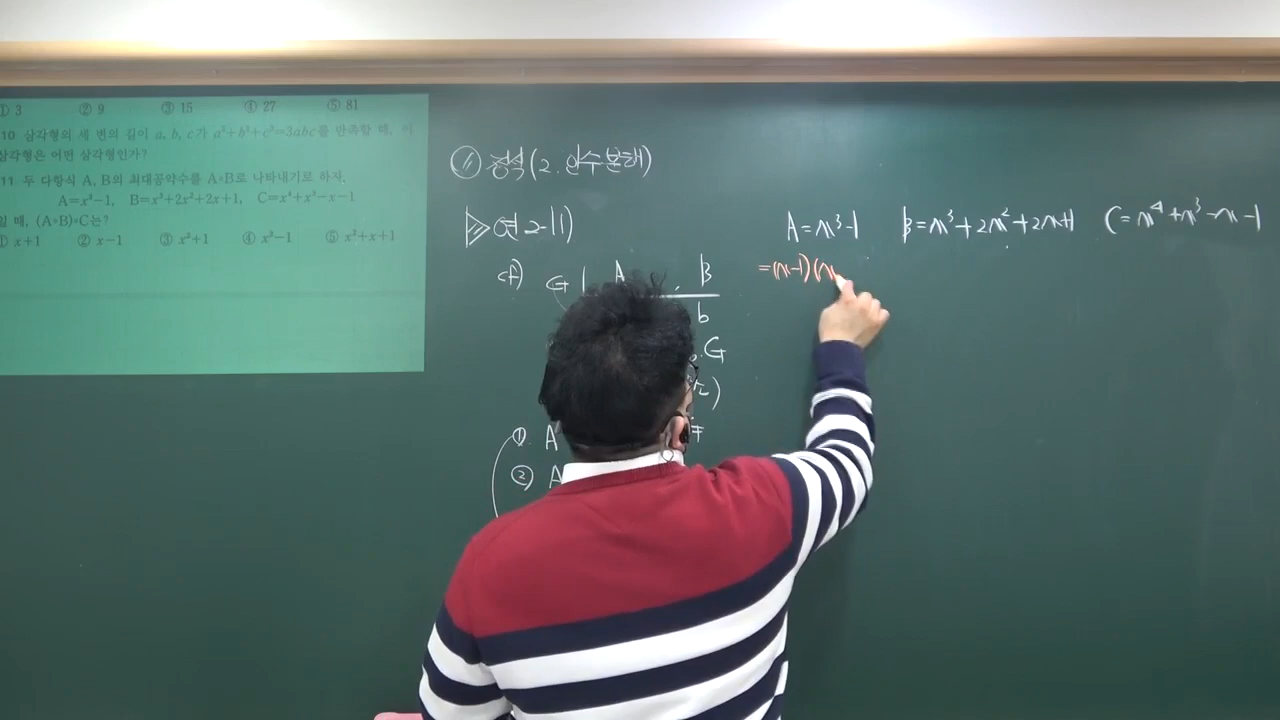 ① 3 ② 9 ③ 15 ④ 27 ⑤ 81
10 삼각형의 세 변의 길이 a, b, c가 a³+b³+c³=3abc를 만족할 때, 이
삼각형은 어떤 삼각형인가?
11 두 다항식 A, B의 최대공약수를 A∘B로 나타내기로 하자.
A=x³-1, B=x³+2x²+2x+1, C=x⁴+x³-x-1
일 때, (A∘B)∘C는?
① x+1 ② x-1 ③ x²+1 ④ x³-1 ⑤ x²+x+1
⑪ 정석(2. 인수분해)
연 2-11)
cf) G A . B
b
G
)
①. A
② A
A=x³-1 B=x³+2x²+2x+1 C=x⁴+x³-x-1
=(x-1)(x